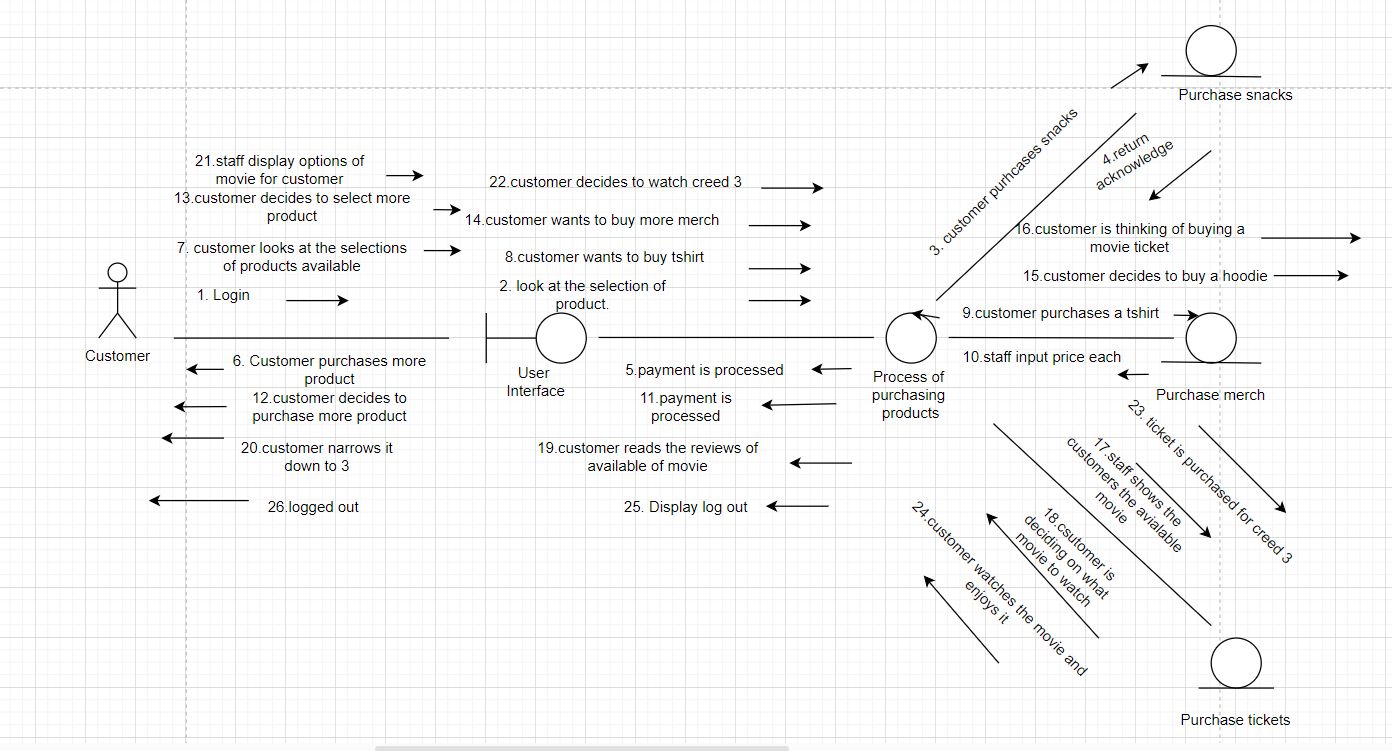 Purchase snacks
3. customer purhcases snacks
4.return
acknowledge
21.staff display options of
movie for customer
13.customer decides to select more
product
7. customer looks at the selections
of products available
1. Login
22.customer decides to watch creed 3
14.customer wants to buy more merch
8.customer wants to buy tshirt
2. look at the selection of
product.
16.customer is thinking of buying a
movie ticket
15.customer decides to buy a hoodie
9.customer purchases a tshirt
10.staff input price each
Customer
User
Interface
Process of
purchasing
products
Purchase merch
6. Customer purchases more
product
12.customer decides to
purchase more product
20.customer narrows it
down to 3
26.logged out
5.payment is processed
11.payment is
processed
19.customer reads the reviews of
available of movie
25. Display log out
23. ticket is purchased for creed 3
17.staff shows the
customers the avialable
movie
18.csutomer is
deciding on what
movie to watch
24.customer watches the movie and
enjoys it
Purchase tickets